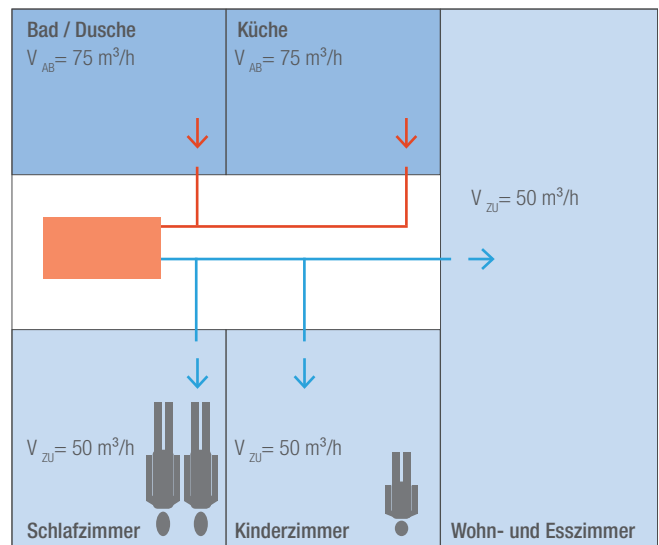 Bad / Dusche
V AB= 75 m³/h
Küche
V AB= 75 m³/h
V ZU= 50 m³/h
V ZU= 50 m³/h
Schlafzimmer
V ZU= 50 m³/h
Kinderzimmer
Wohn- und Esszimmer